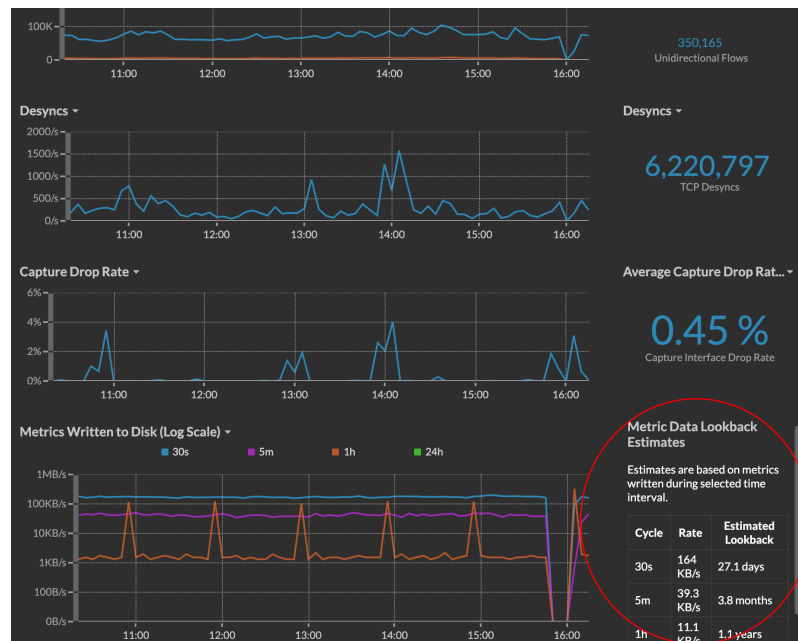 100K
0
11:00 12:00 13:00 14:00 15:00 16:00
350,165
Unidirectional Flows
Desyncs
2000/s
1500/s
1000/s
500/s
0/s
11:00 12:00 13:00 14:00 15:00 16:00
Desyncs
6,220,797
TCP Desyncs
Capture Drop Rate
6%
4%
2%
0%
11:00 12:00 13:00 14:00 15:00 16:00
Average Capture Drop Rat...
0.45 %
Capture Interface Drop Rate
Metrics Written to Disk (Log Scale)
30s 5m 1h 24h
1MB/s
100KB/s
10KB/s
1KB/s
100B/s
0B/s
11:00 12:00 13:00 14:00 15:00 16:00
Metric Data Lookback
Estimates
Estimates are based on metrics
written during selected time
interval.
Cycle Rate Estimated Lookback
30s 164 KB/s 27.1 days
5m 39.3 KB/s 3.8 months
1h 11.1 KB/s 1.1 years